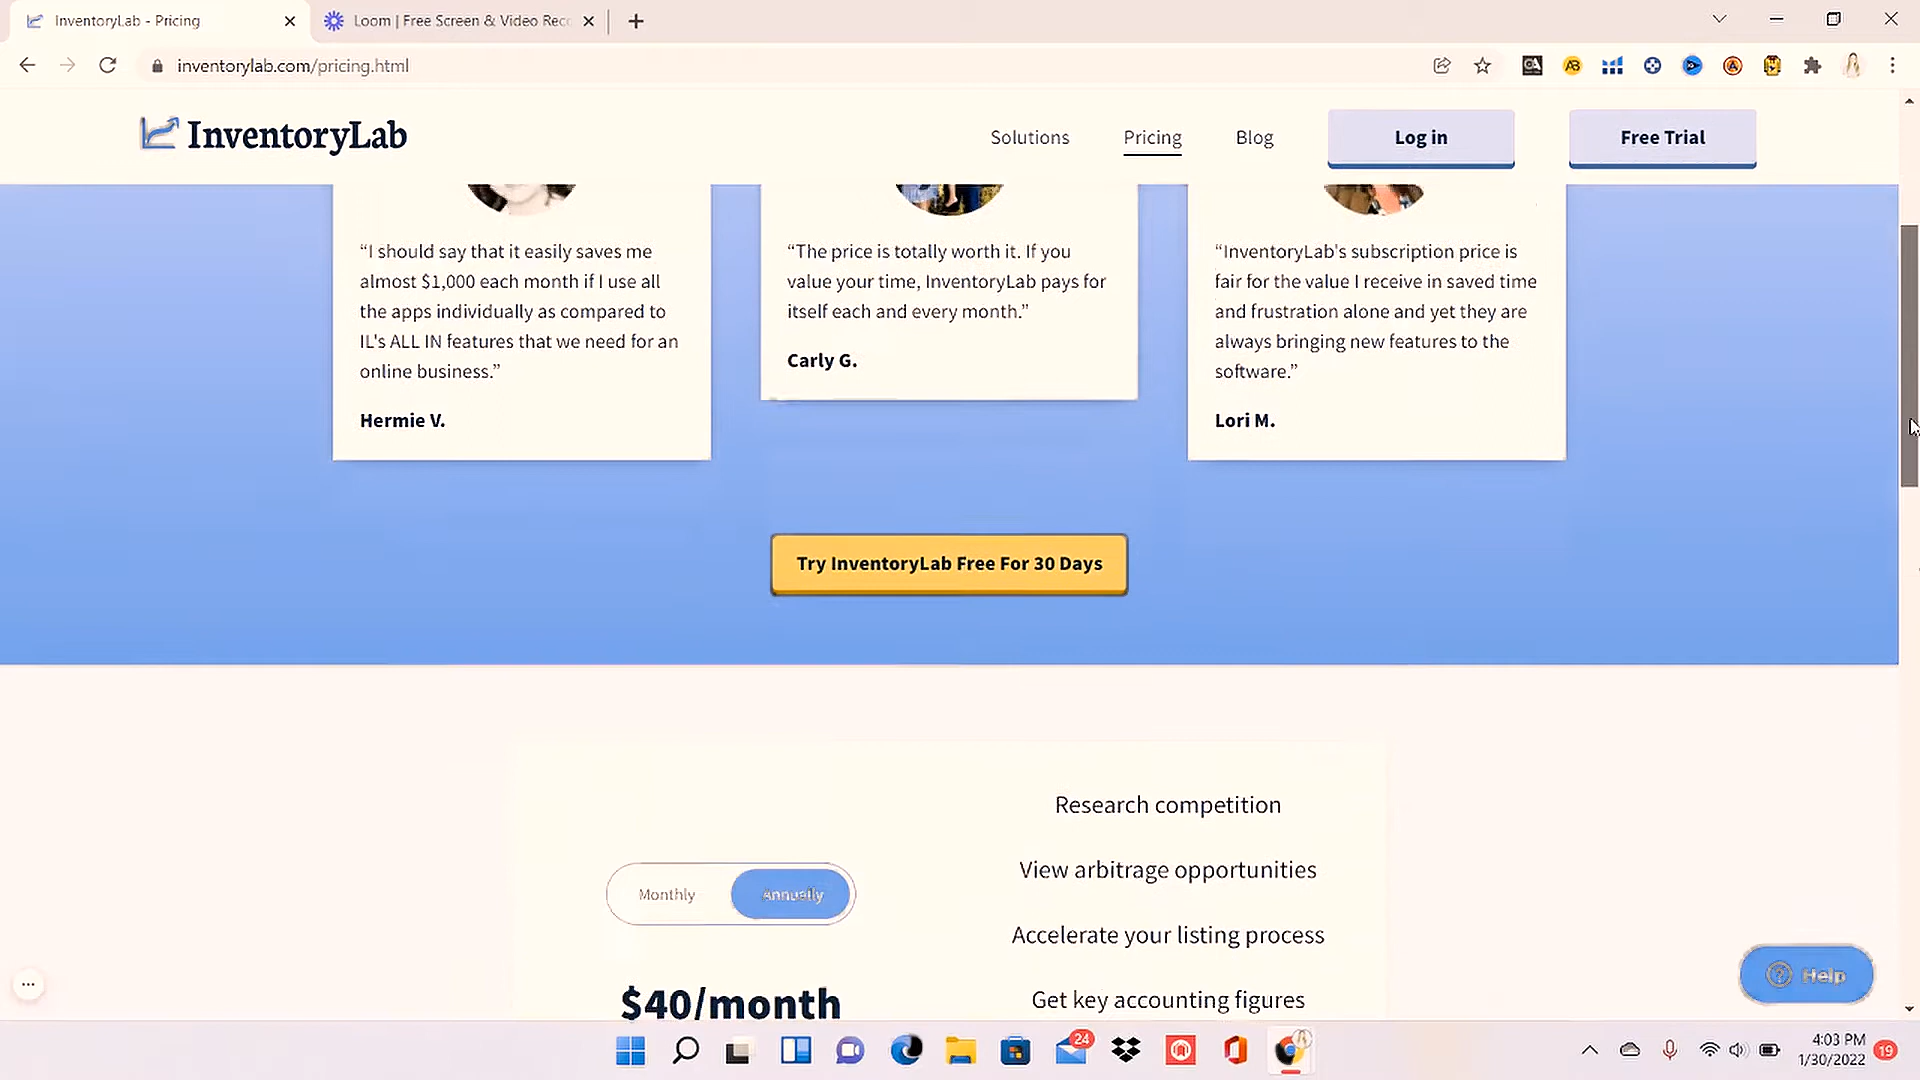 InventoryLab - Pricing
Loom | Free Screen & Video Rec
inventorylab.com/pricing.html
InventoryLab
Solutions
Pricing
Blog
Log in
Free Trial
“I should say that it easily saves me
almost $1,000 each month if I use all
the apps individually as compared to
IL's ALL IN features that we need for an
online business.”
Hermie V.
“The price is totally worth it. If you
value your time, InventoryLab pays for
itself each and every month.”
Carly G.
“InventoryLab's subscription price is
fair for the value I receive in saved time
and frustration alone and yet they are
always bringing new features to the
software.”
Lori M.
Try InventoryLab Free For 30 Days
Monthly
Annually
$40/month
Research competition
View arbitrage opportunities
Accelerate your listing process
Get key accounting figures
Help
24
4:03 PM
1/30/2022
19